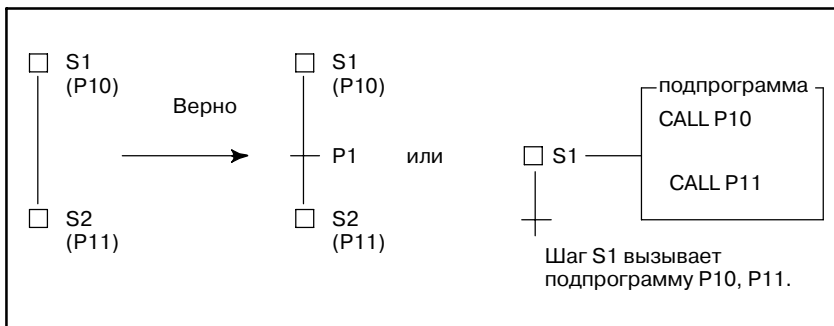 S1
(P10)
S2
(P11)
Верно
S1
(P10)
P1
S2
(P11)
или
S1
подпрограмма
CALL P10
CALL P11
Шаг S1 вызывает
подпрограмму P10, P11.